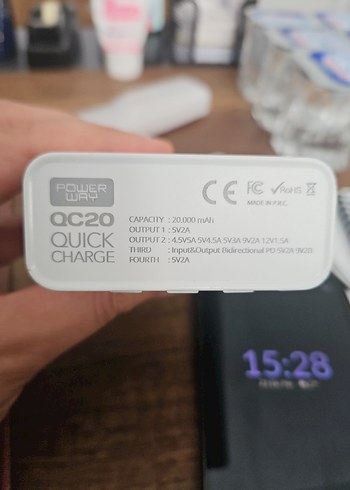 POWER
WAY
QC20
QUICK
CHARGE
CE FC ✓RoHS
MADE IN P.R.C.
CAPACITY : 20.000 mAh
OUTPUT 1 : 5V2A
OUTPUT 2 : 4.5V5A 5V4.5A 5V3A 9V2A 12V1.5A
THIRD : Input&Output Bidirectional PD:5V2A 9V2A
FOURTH : 5V2A
15:28